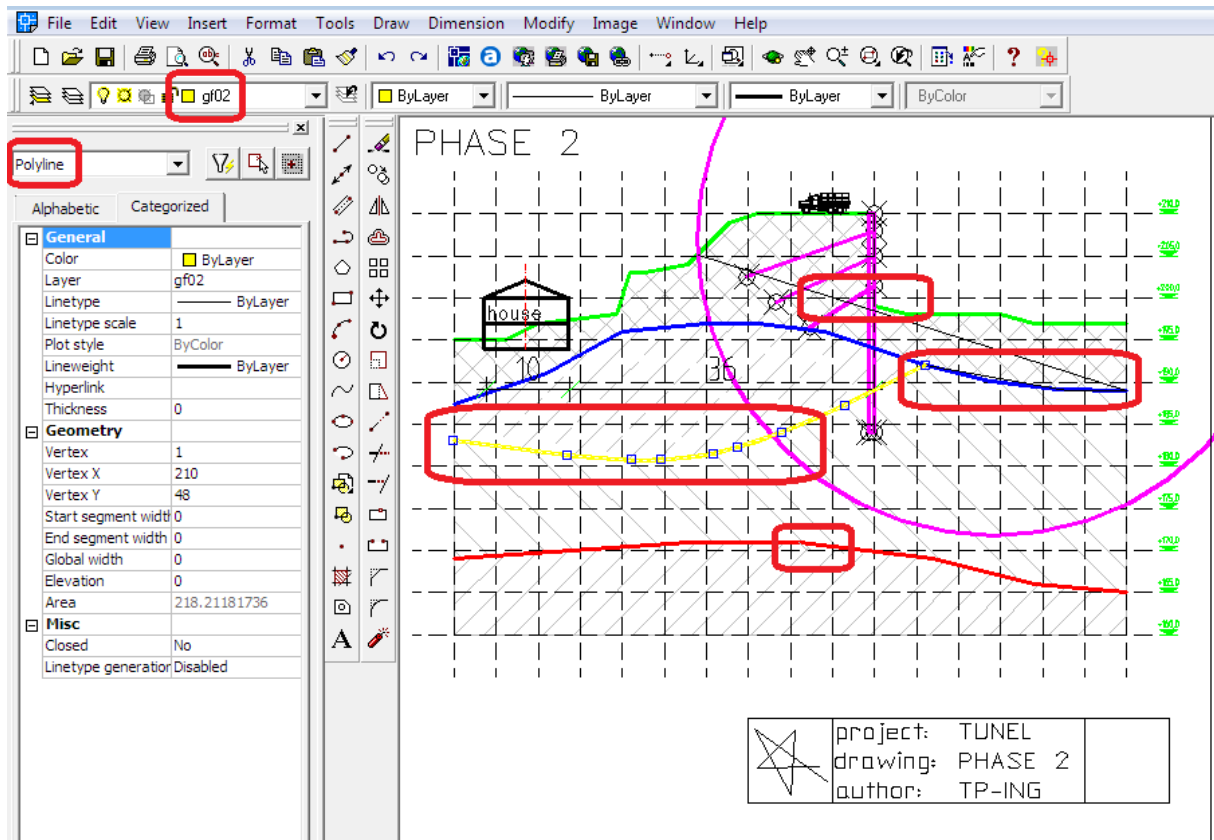 File Edit View Insert Format Tools Draw Dimension Modify Image Window Help
gf02 ByLayer ByLayer ByLayer ByColor
Polyline
Alphabetic Categorized
General
Color ByLayer
Layer gf02
Linetype ByLayer
Linetype scale 1
Plot style ByColor
Lineweight ByLayer
Hyperlink
Thickness 0
Geometry
Vertex 1
Vertex X 210
Vertex Y 48
Start segment widtł 0
End segment width 0
Global width 0
Elevation 0
Area 218.21181736
Misc
Closed No
Linetype generatior Disabled
PHASE 2
house
10
36
project: TUNEL
drawing: PHASE 2
author: TP-ING